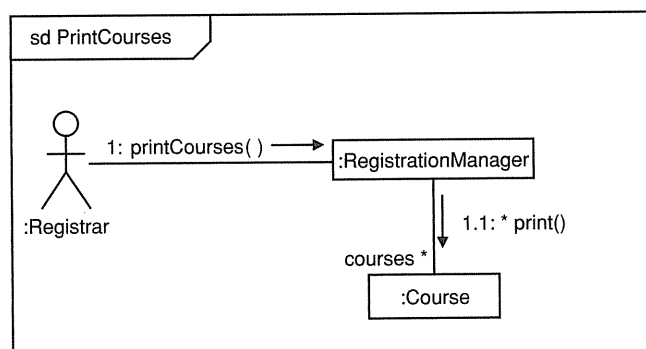 sd PrintCourses
1: printCourses( )
:RegistrationManager
:Registrar
1.1: * print()
courses *
:Course